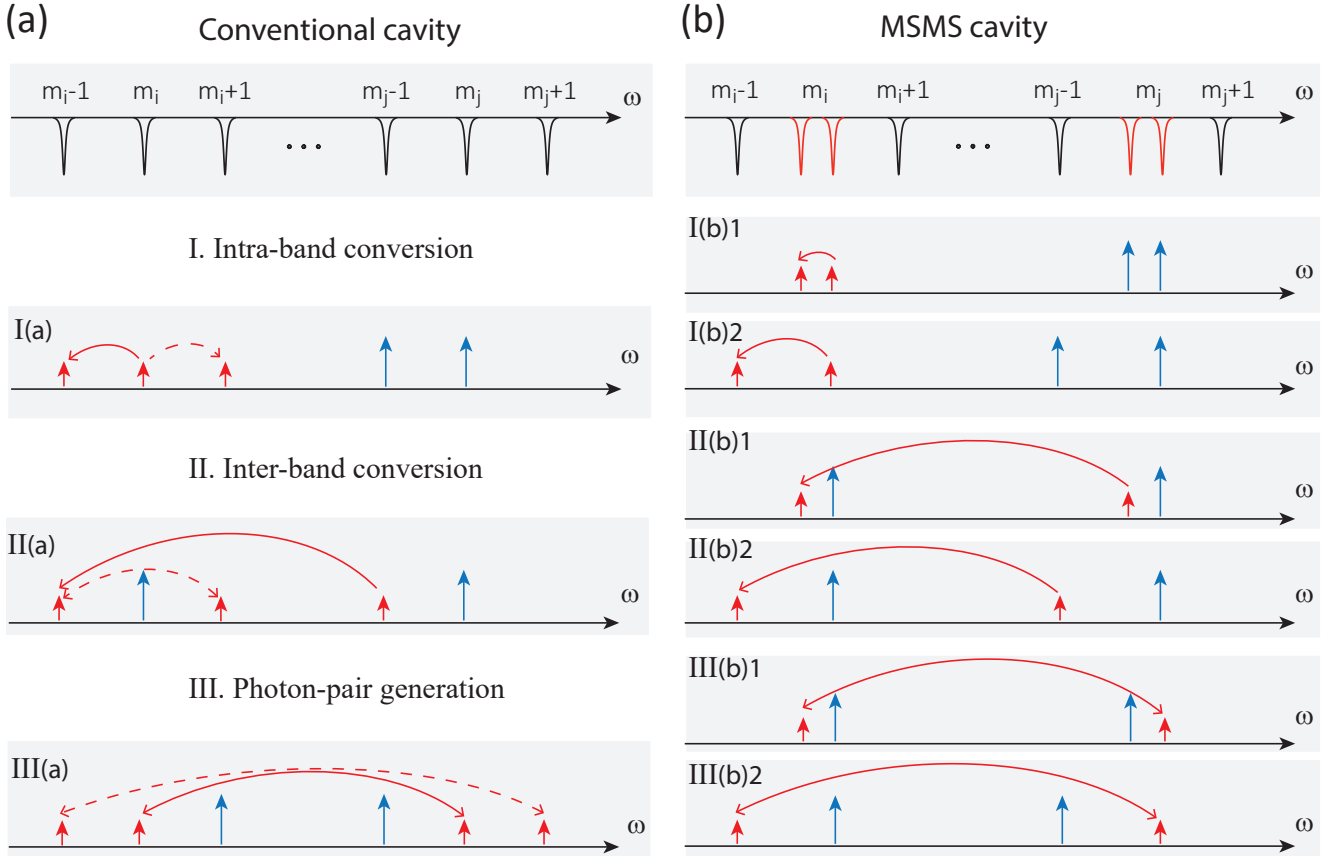 (a)
Conventional cavity
mᵢ-1 mᵢ mᵢ+1 mⱼ-1 mⱼ mⱼ+1 ω
I. Intra-band conversion
I(a)
ω
II. Inter-band conversion
II(a)
ω
III. Photon-pair generation
III(a)
ω
(b)
MSMS cavity
mᵢ-1 mᵢ mᵢ+1 mⱼ-1 mⱼ mⱼ+1 ω
I(b)1
ω
I(b)2
ω
II(b)1
ω
II(b)2
ω
III(b)1
ω
III(b)2
ω